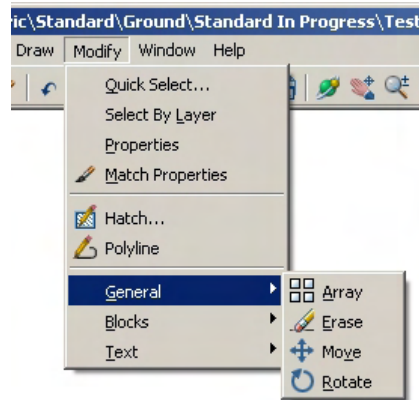 ric\Standard\Ground\Standard In Progress\Test
Draw Modify Window Help
Quick Select...
Select By Layer
Properties
Match Properties
Hatch...
Polyline
General
Blocks
Text
Array
Erase
Move
Rotate